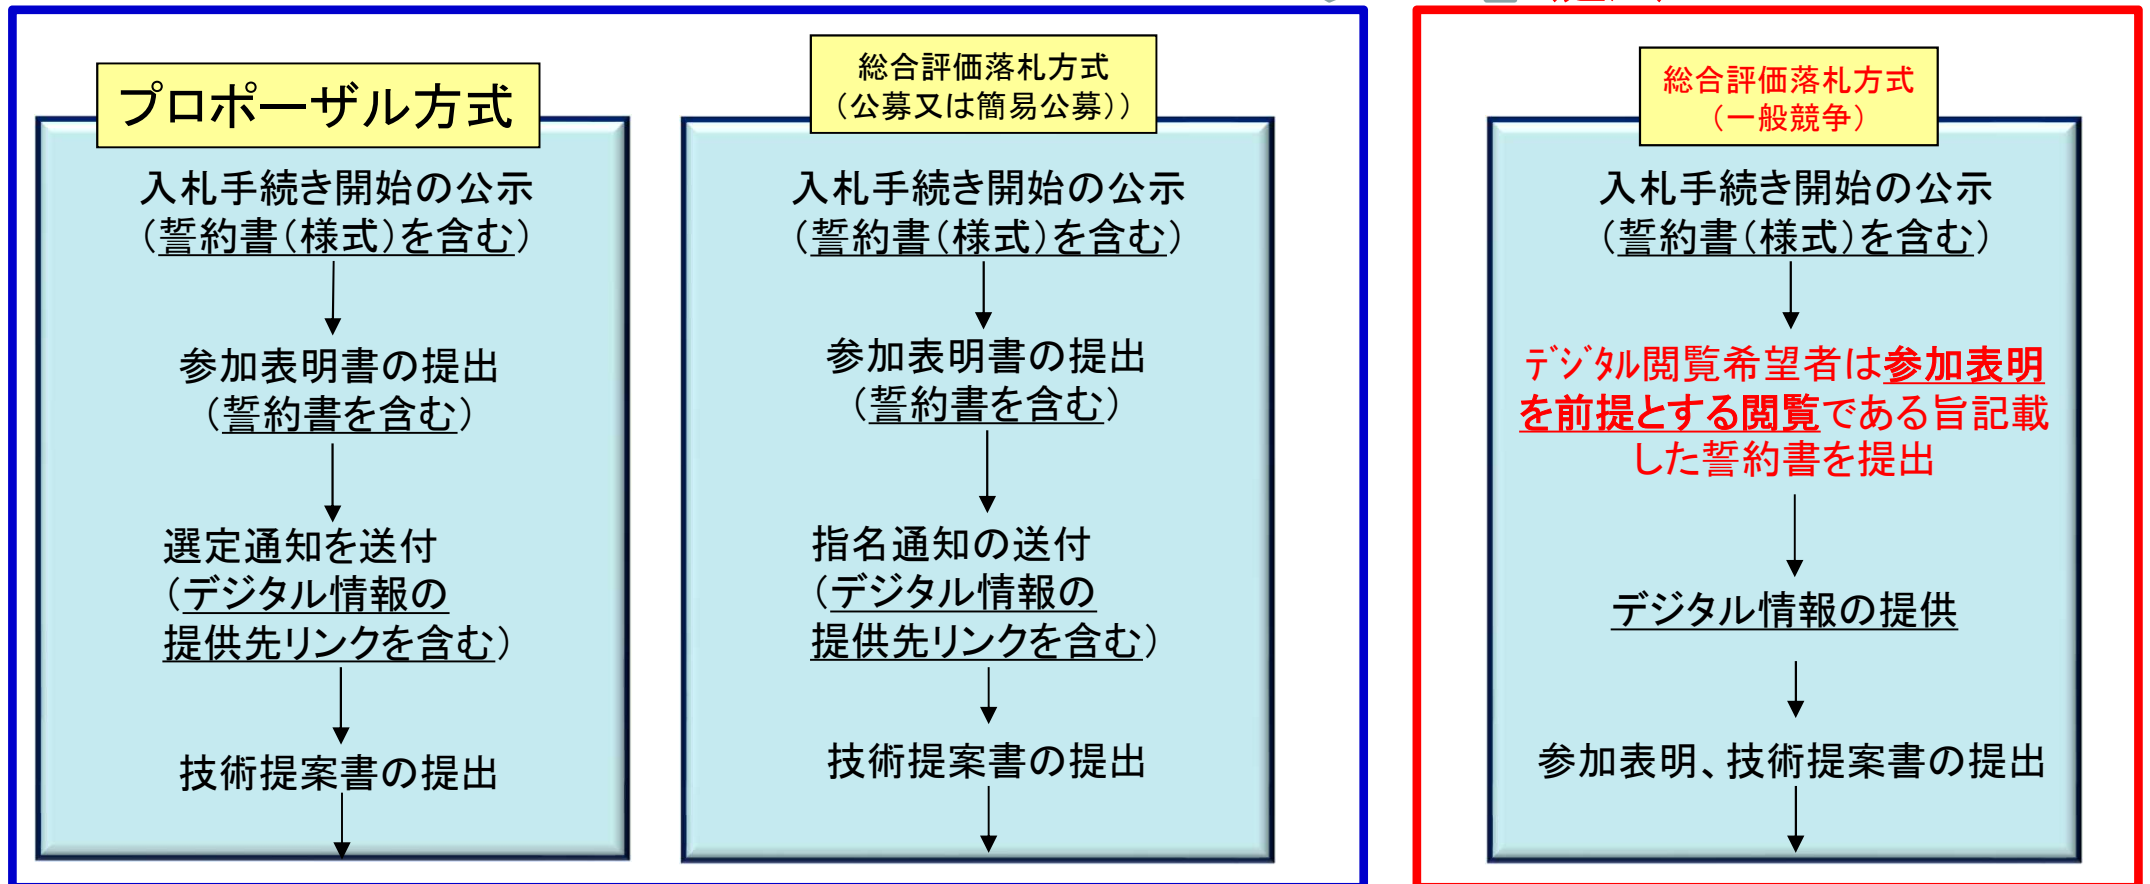 プロポーザル方式
入札手続き開始の公示
（誓約書（様式）を含む）
参加表明書の提出
（誓約書を含む）
選定通知を送付
（デジタル情報の
提供先リンクを含む）
技術提案書の提出
総合評価落札方式
（公募又は簡易公募））
入札手続き開始の公示
（誓約書（様式）を含む）
参加表明書の提出
（誓約書を含む）
指名通知の送付
（デジタル情報の
提供先リンクを含む）
技術提案書の提出
総合評価落札方式
（一般競争）
入札手続き開始の公示
（誓約書（様式）を含む）
ﾃﾞｼﾞﾀﾙ閲覧希望者は参加表明
を前提とする閲覧である旨記載
した誓約書を提出
デジタル情報の提供
参加表明、技術提案書の提出